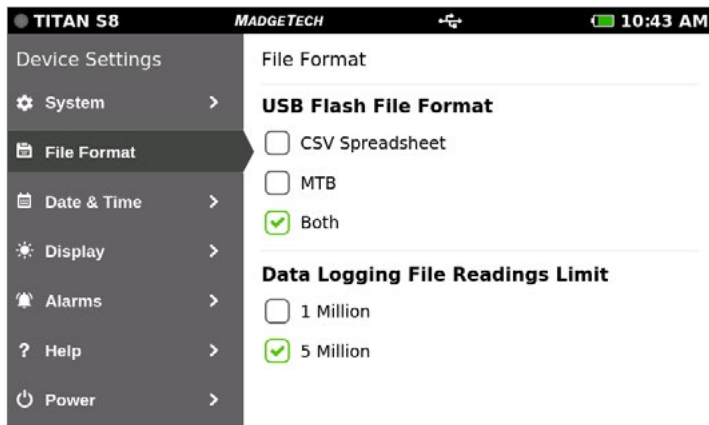 TITAN S8 MADGETECH 10:43 AM
Device Settings
System
File Format
Date & Time
Display
Alarms
? Help
Power
File Format
USB Flash File Format
CSV Spreadsheet
MTB
Both
Data Logging File Readings Limit
1 Million
5 Million